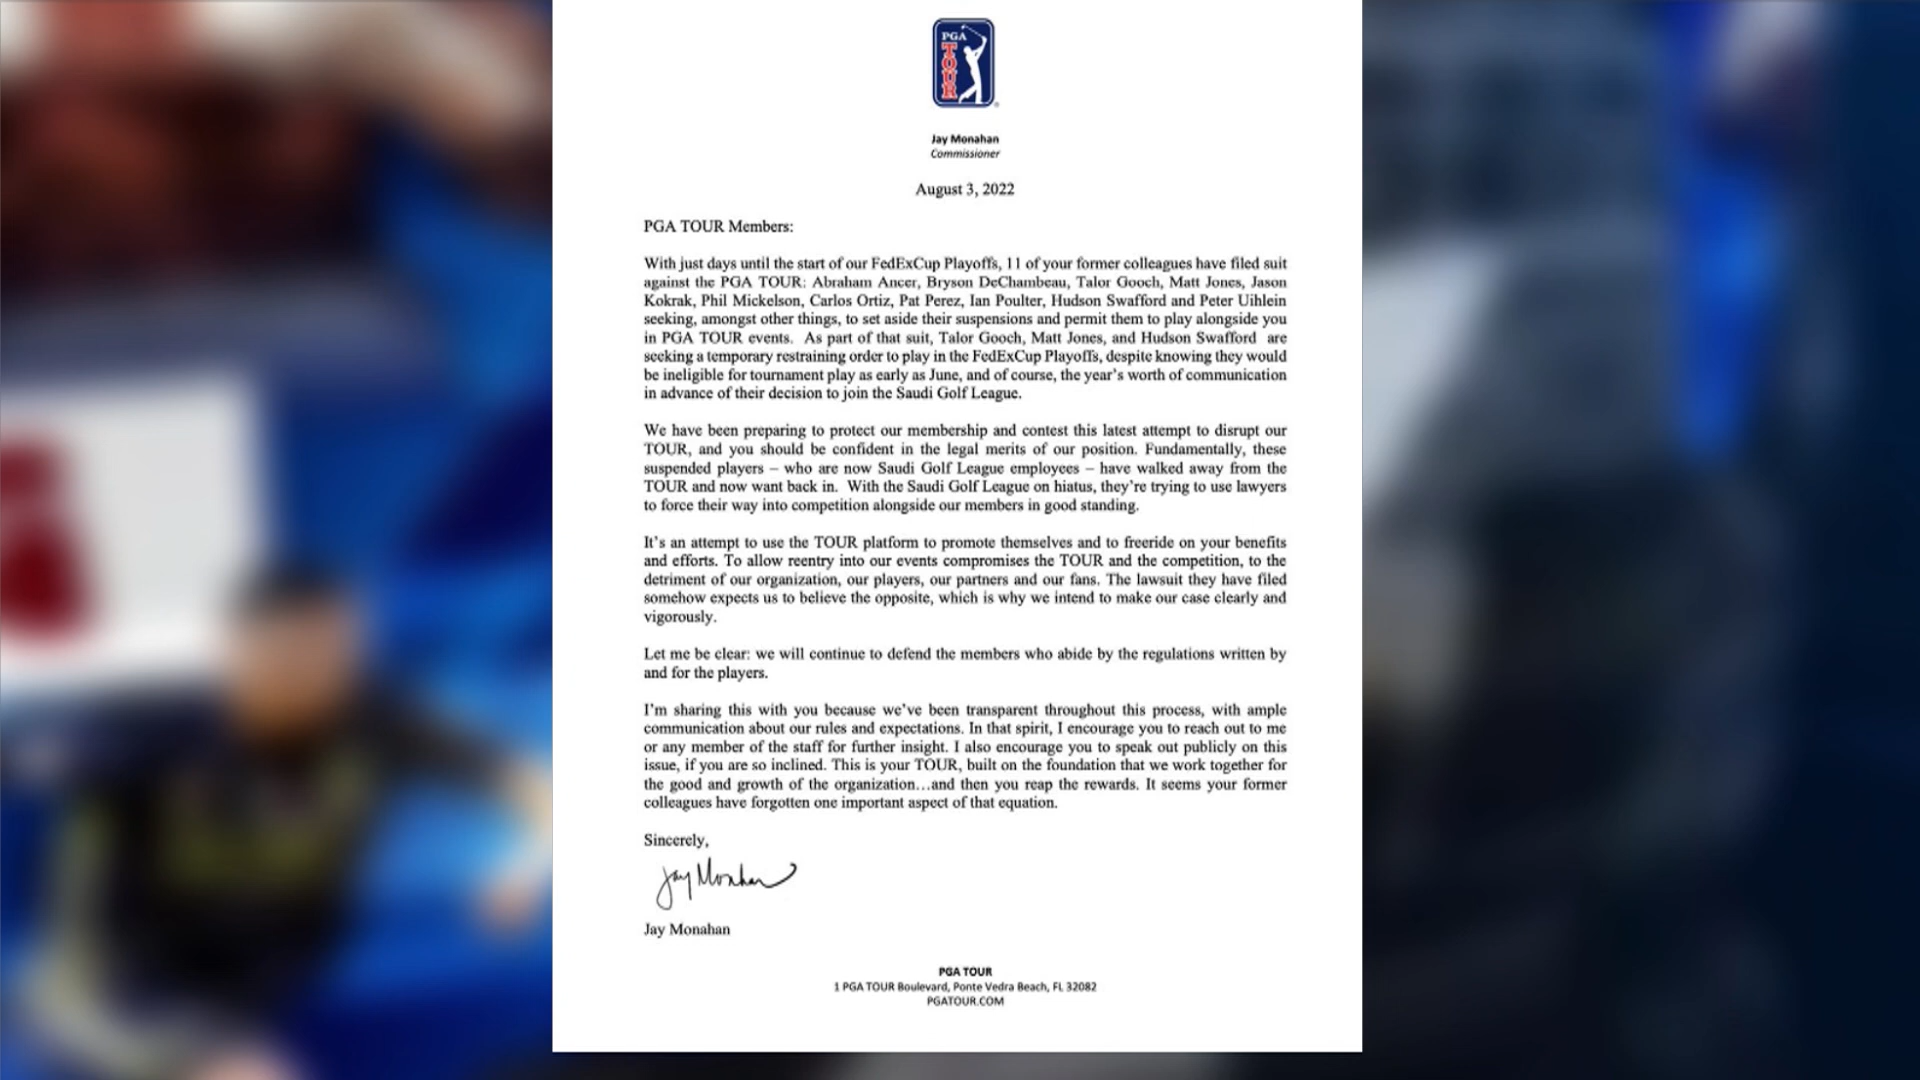 PGA
TOUR
Jay Monahan
Commissioner
August 3, 2022
PGA TOUR Members:
With just days until the start of our FedExCup Playoffs, 11 of your former colleagues have filed suit
against the PGA TOUR: Abraham Ancer, Bryson DeChambeau, Talor Gooch, Matt Jones, Jason
Kokrak, Phil Mickelson, Carlos Ortiz, Pat Perez, Ian Poulter, Hudson Swafford and Peter Uihlein
seeking, amongst other things, to set aside their suspensions and permit them to play alongside you
in PGA TOUR events.  As part of that suit, Talor Gooch, Matt Jones, and Hudson Swafford  are
seeking a temporary restraining order to play in the FedExCup Playoffs, despite knowing they would
be ineligible for tournament play as early as June, and of course, the year's worth of communication
in advance of their decision to join the Saudi Golf League.
We have been preparing to protect our membership and contest this latest attempt to disrupt our
TOUR, and you should be confident in the legal merits of our position. Fundamentally, these
suspended players – who are now Saudi Golf League employees – have walked away from the
TOUR and now want back in.  With the Saudi Golf League on hiatus, they're trying to use lawyers
to force their way into competition alongside our members in good standing.
It's an attempt to use the TOUR platform to promote themselves and to freeride on your benefits
and efforts. To allow reentry into our events compromises the TOUR and the competition, to the
detriment of our organization, our players, our partners and our fans. The lawsuit they have filed
somehow expects us to believe the opposite, which is why we intend to make our case clearly and
vigorously.
Let me be clear: we will continue to defend the members who abide by the regulations written by
and for the players.
I'm sharing this with you because we've been transparent throughout this process, with ample
communication about our rules and expectations. In that spirit, I encourage you to reach out to me
or any member of the staff for further insight. I also encourage you to speak out publicly on this
issue, if you are so inclined. This is your TOUR, built on the foundation that we work together for
the good and growth of the organization…and then you reap the rewards. It seems your former
colleagues have forgotten one important aspect of that equation.
Sincerely,
Jay Monahan
Jay Monahan
PGA TOUR
1 PGA TOUR Boulevard, Ponte Vedra Beach, FL 32082
PGATOUR.COM